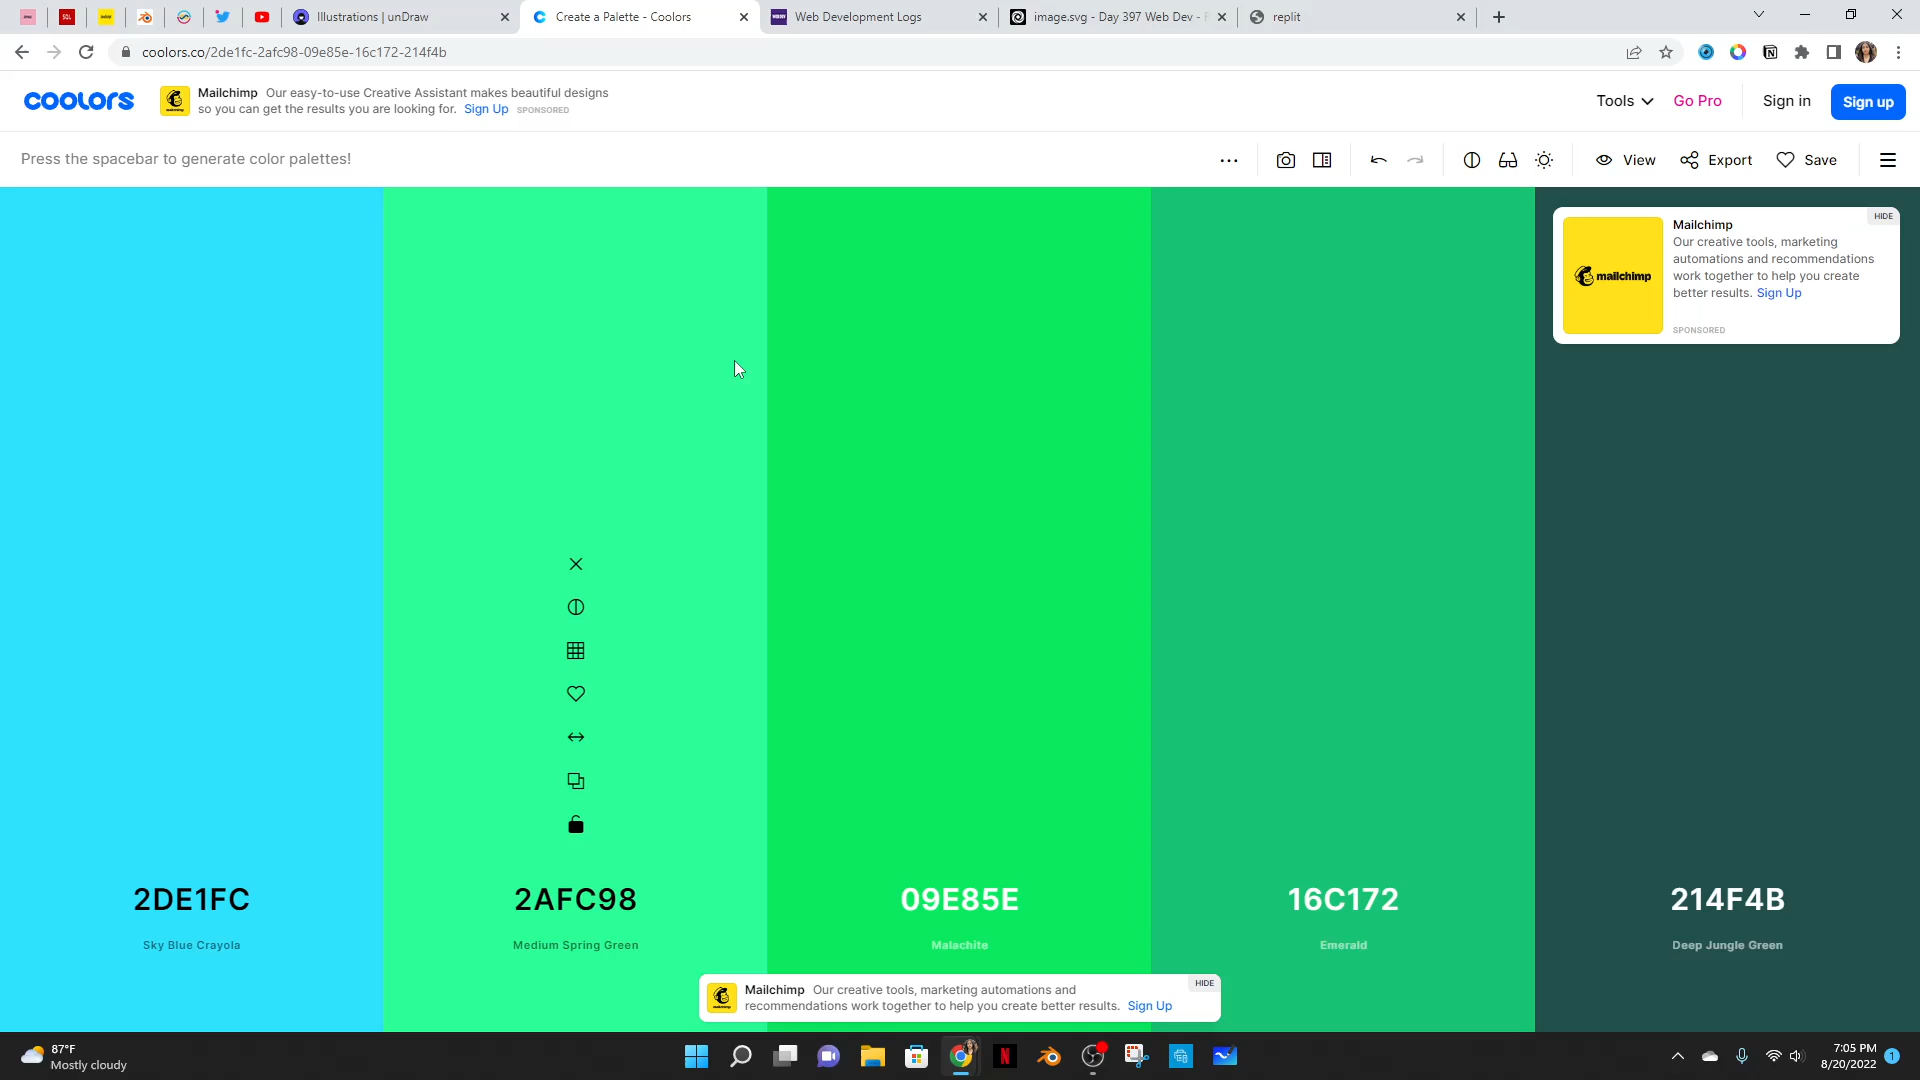 SQL
Illustrations | unDraw
Create a Palette - Coolors
Web Development Logs
image.svg - Day 397 Web Dev -
replit
coolors.co/2de1fc-2afc98-09e85e-16c172-214f4b
coolors
Mailchimp Our easy-to-use Creative Assistant makes beautiful designs
so you can get the results you are looking for. Sign Up SPONSORED
Tools
Go Pro
Sign in
Sign up
Press the spacebar to generate color palettes!
View
Export
Save
HIDE
mailchimp
Mailchimp
Our creative tools, marketing
automations and recommendations
work together to help you create
better results. Sign Up
SPONSORED
2DE1FC
2AFC98
09E85E
16C172
214F4B
Sky Blue Crayola
Medium Spring Green
Malachite
Emerald
Deep Jungle Green
Mailchimp Our creative tools, marketing automations and
recommendations work together to help you create better results. Sign Up
HIDE
87°F
Mostly cloudy
N
7:05 PM
8/20/2022
1